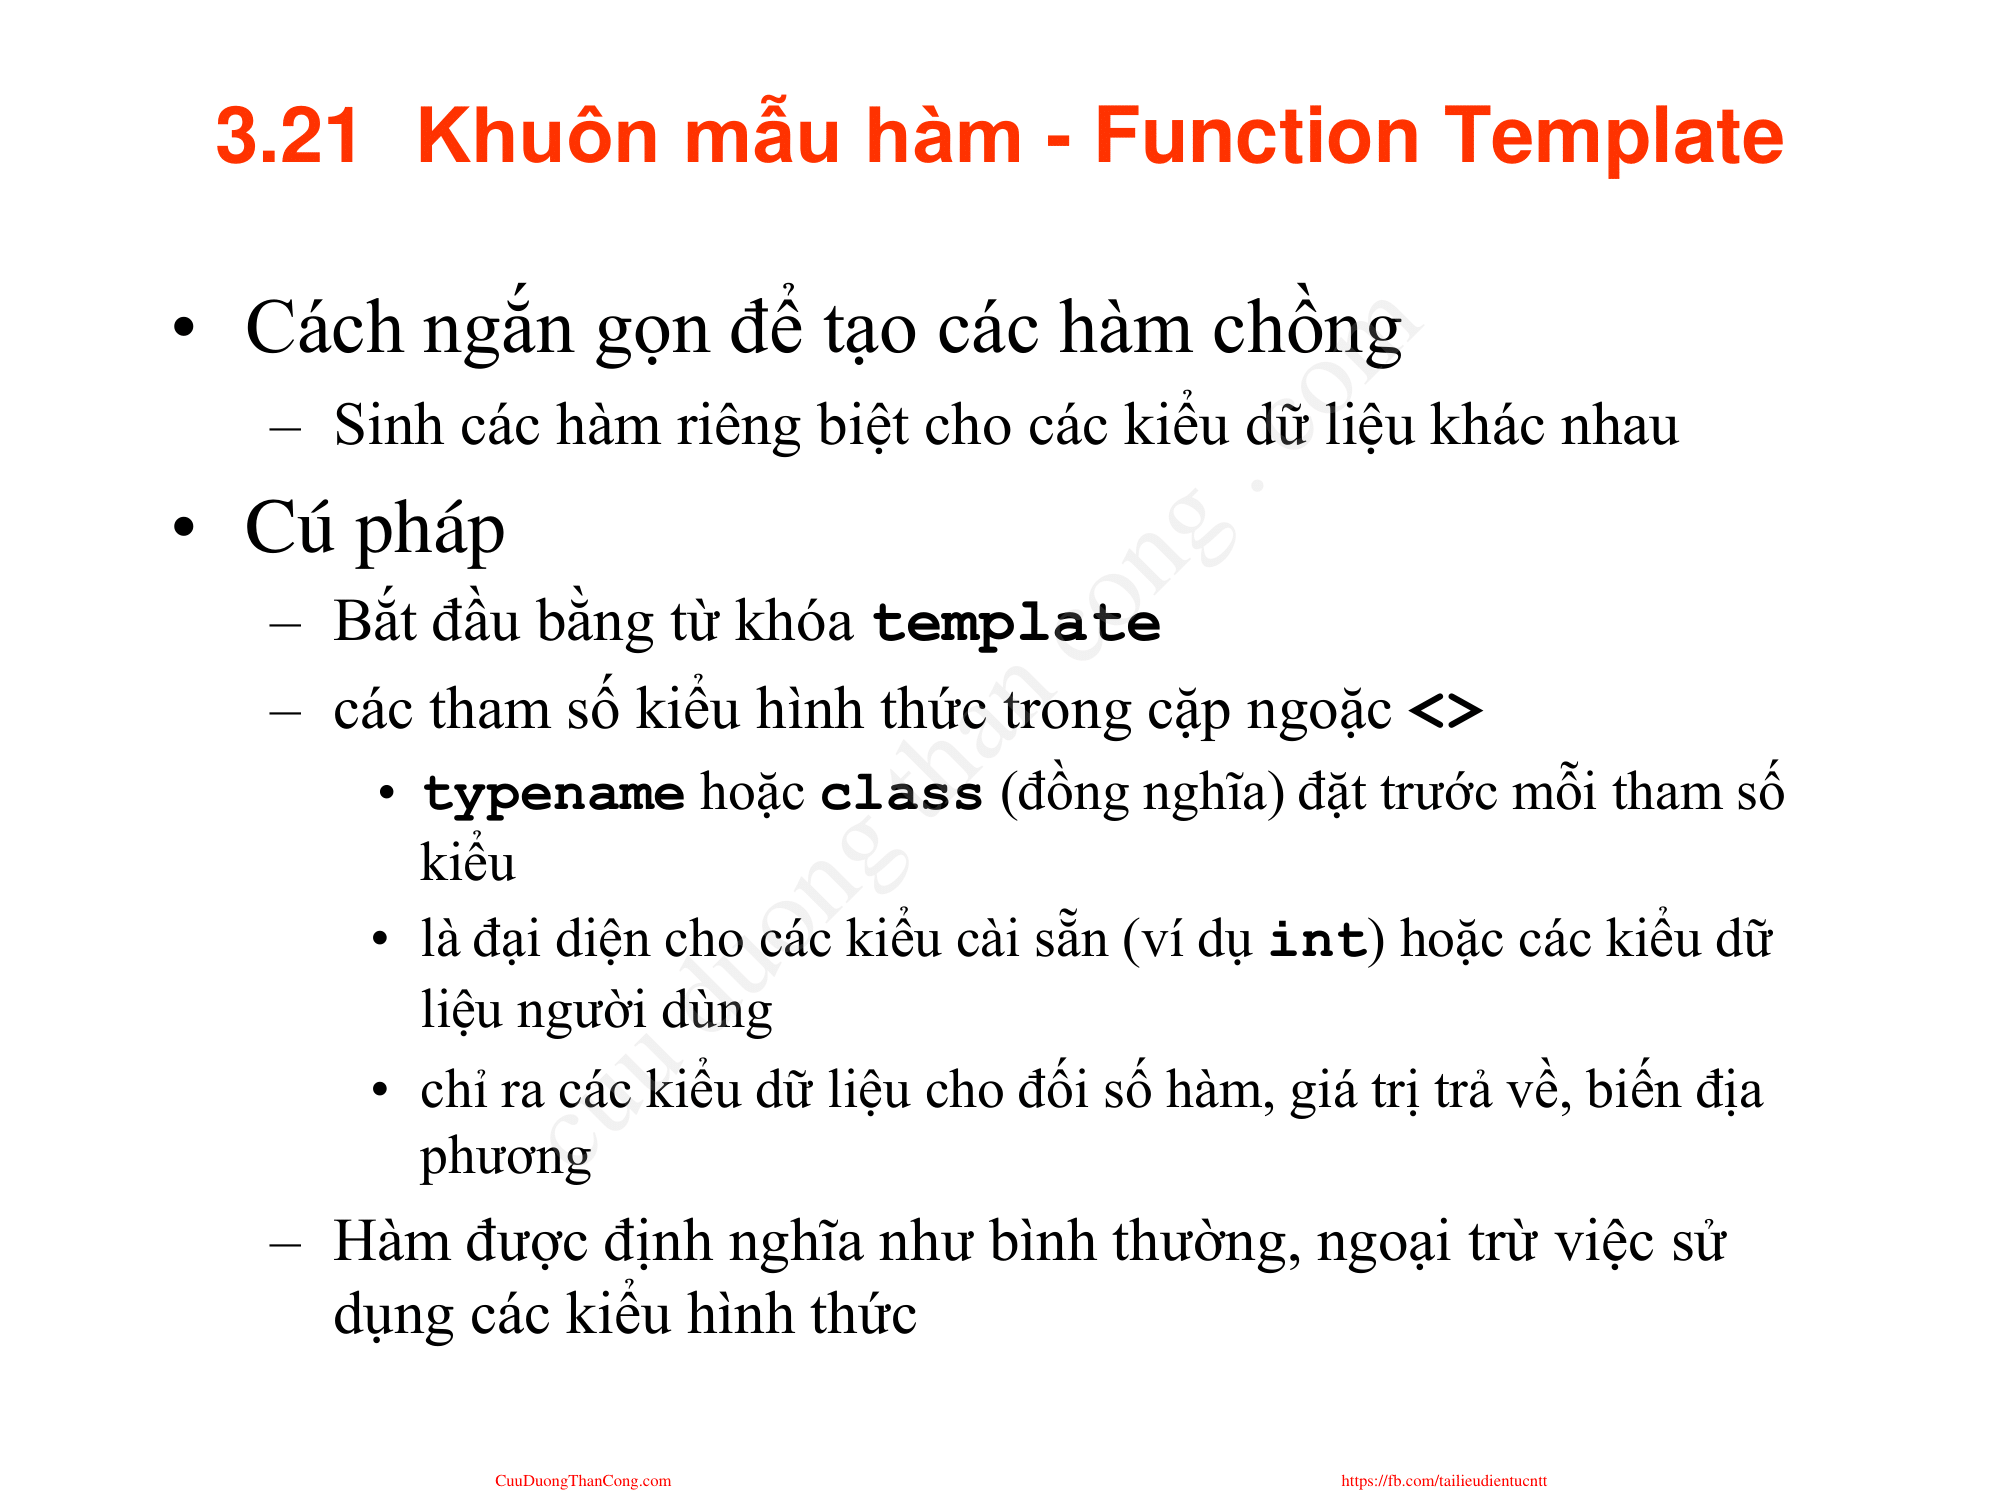 3.21 Khuôn mẫu hàm - Function Template
• Cách ngắn gọn để tạo các hàm chồng
– Sinh các hàm riêng biệt cho các kiểu dữ liệu khác nhau
• Cú pháp
– Bắt đầu bằng từ khóa template
– các tham số kiểu hình thức trong cặp ngoặc <>
• typename hoặc class (đồng nghĩa) đặt trước mỗi tham số
kiểu
• là đại diện cho các kiểu cài sẵn (ví dụ int) hoặc các kiểu dữ
liệu người dùng
• chỉ ra các kiểu dữ liệu cho đối số hàm, giá trị trả về, biến địa
phương
– Hàm được định nghĩa như bình thường, ngoại trừ việc sử
dụng các kiểu hình thức
cuu duong than cong . com
CuuDuongThanCong.com
https://fb.com/tailieudientucntt